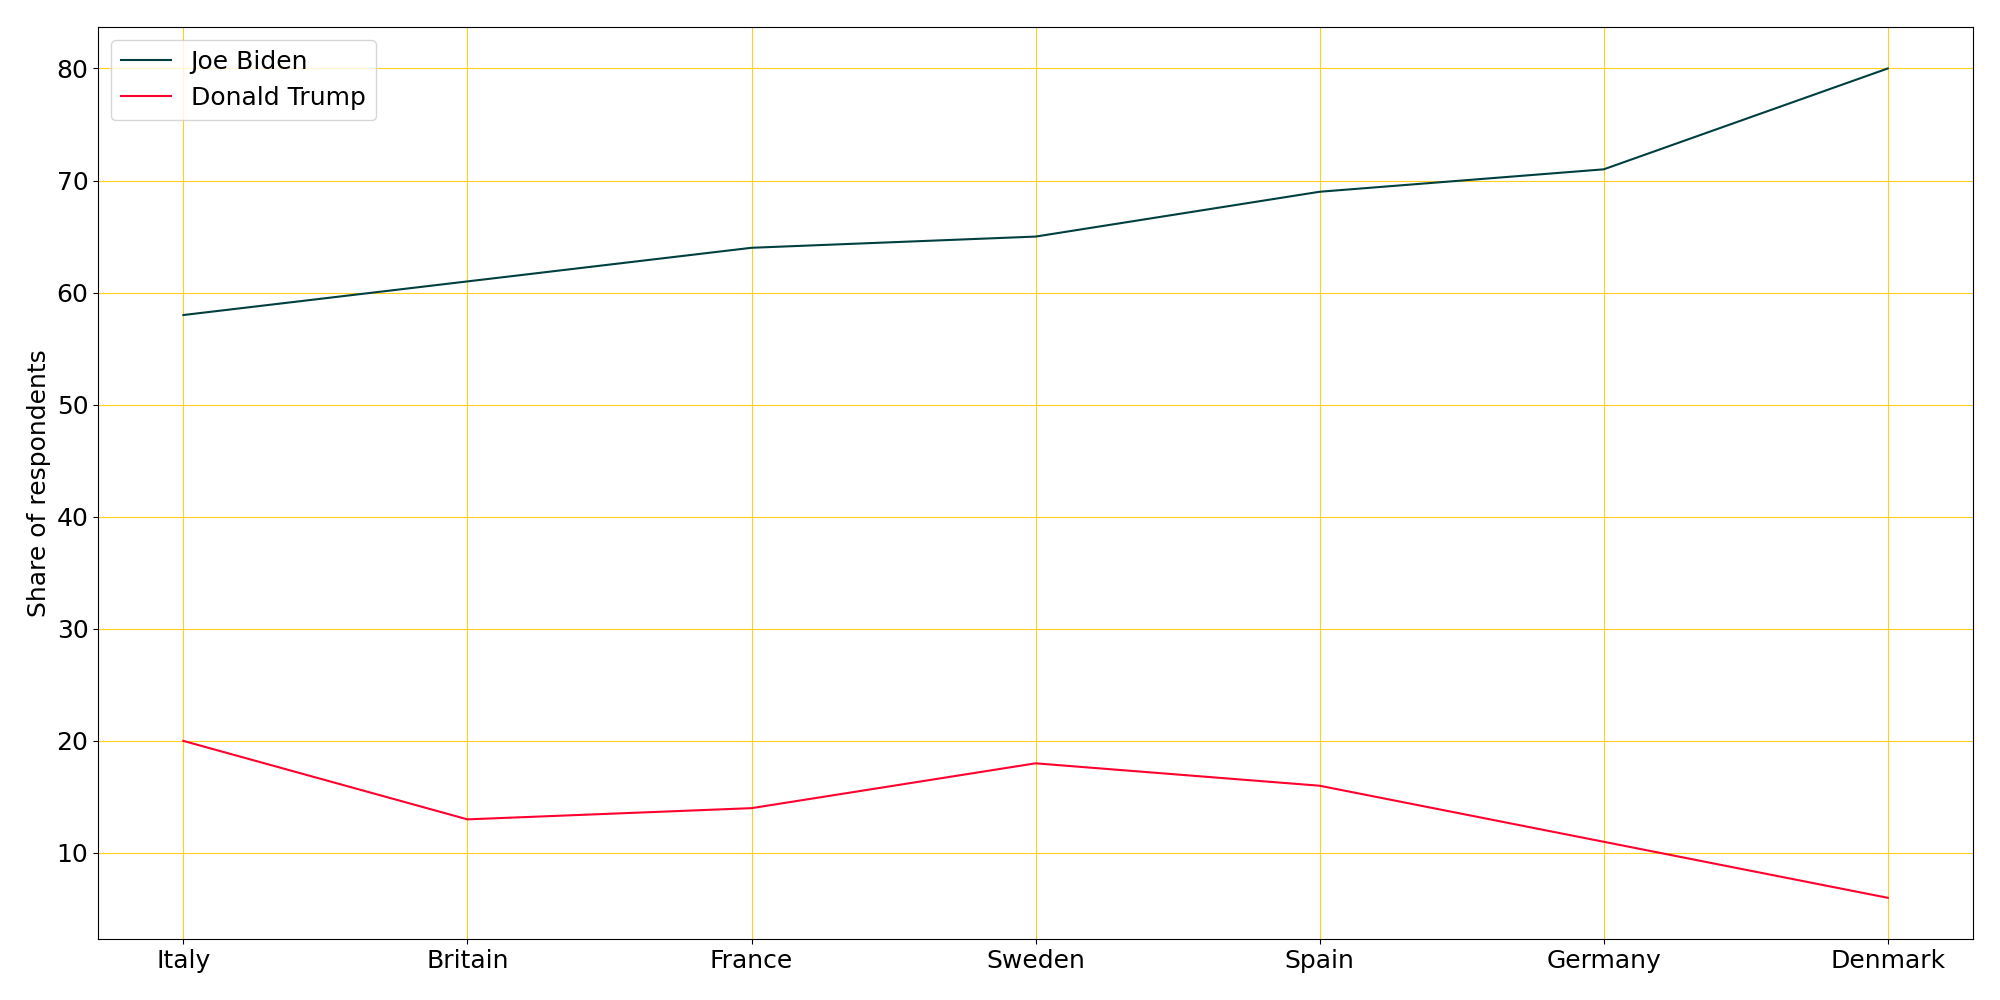 Joe Biden
Donald Trump
Share of respondents
80
70
60
50
40
30
20
10
Italy Britain France Sweden Spain Germany Denmark